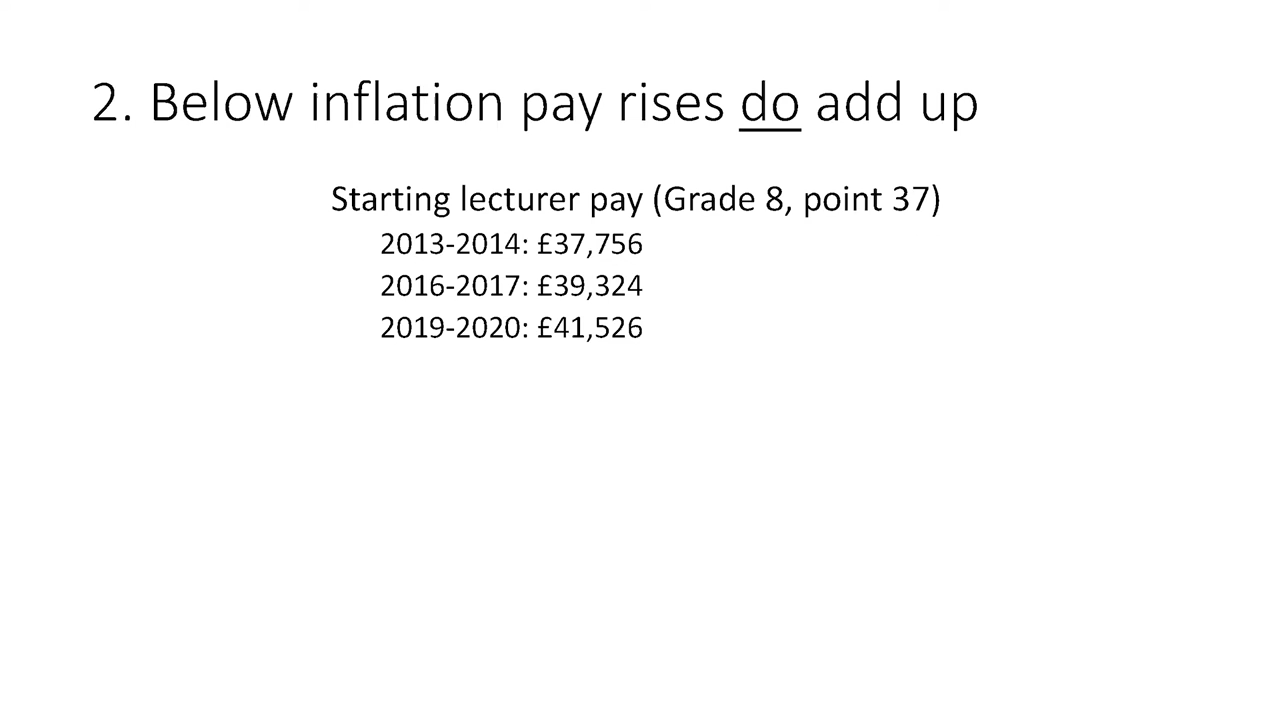 2. Below inflation pay rises do add up
Starting lecturer pay (Grade 8, point 37)
2013-2014: £37,756
2016-2017: £39,324
2019-2020: £41,526